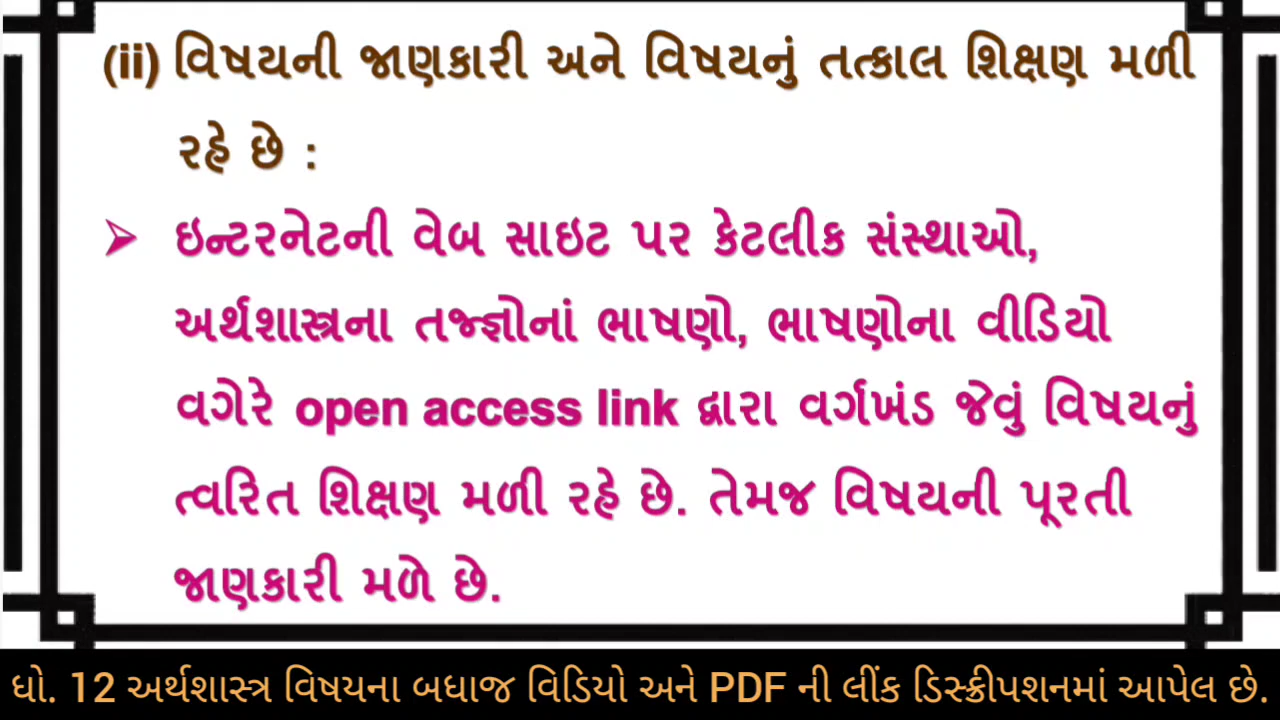 (ii) વિષયની જાણકારી અને વિષયનું તત્કાલ શિક્ષણ મળી
રહે છે :
➢ ઇન્ટરનેટની વેબ સાઇટ પર કેટલીક સંસ્થાઓ,
અર્થશાસ્ત્રના તજ્જ્ઞોનાં ભાષણો, ભાષણોના વીડિયો
વગેરે open access link દ્વારા વર્ગખંડ જેવું વિષયનું
ત્વરિત શિક્ષણ મળી રહે છે. તેમજ વિષયની પૂરતી
જાણકારી મળે છે.
ધો. 12 અર્થશાસ્ત્ર વિષયના બધાજ વિડિયો અને PDF ની લીંક ડિસ્ક્રીપશનમાં આપેલ છે.